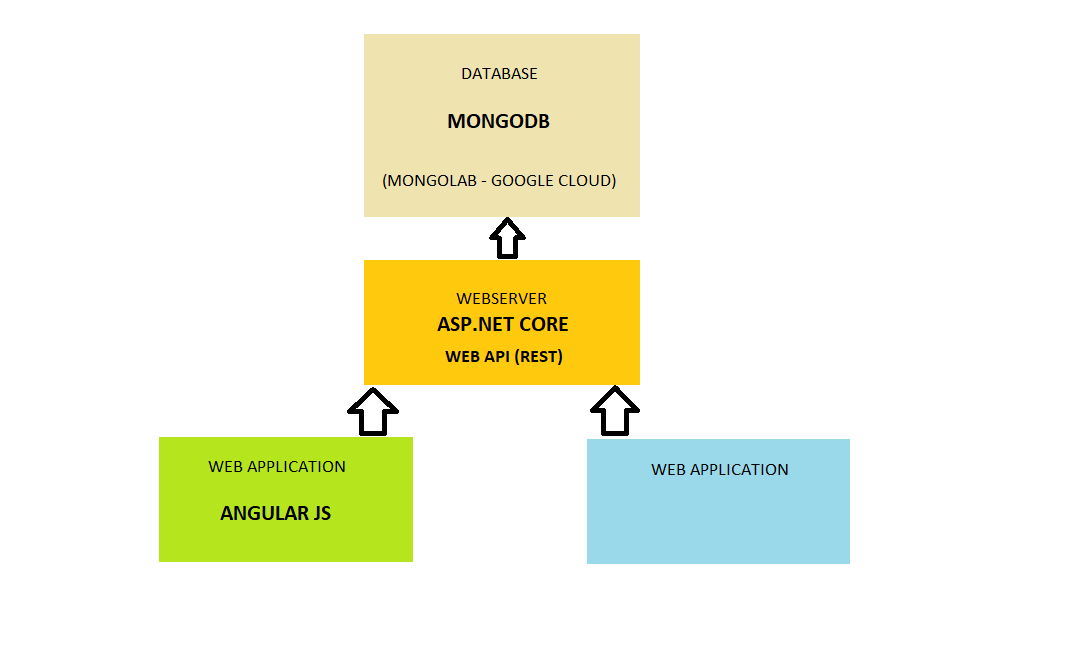 DATABASE
MONGODB
(MONGOLAB - GOOGLE CLOUD)
WEBSERVER
ASP.NET CORE
WEB API (REST)
WEB APPLICATION
ANGULAR JS
WEB APPLICATION